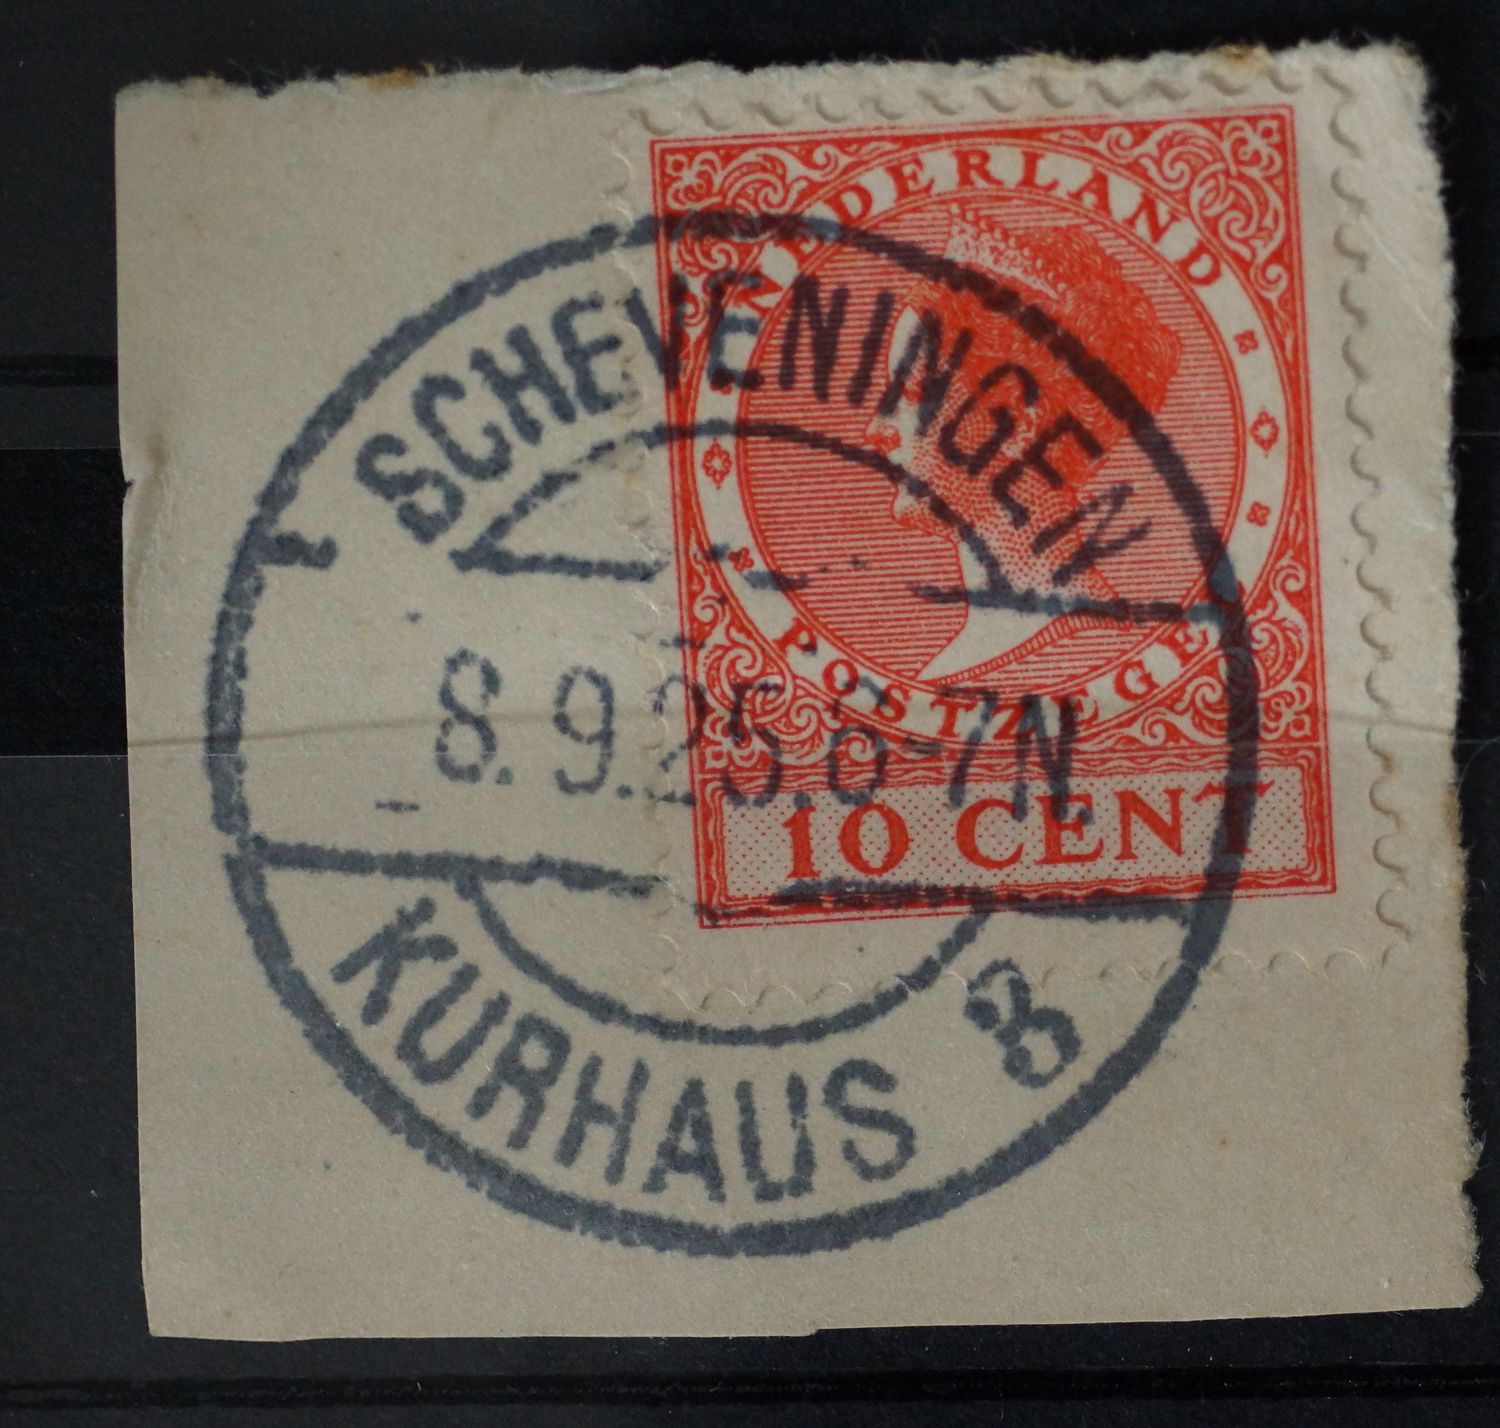 NEDERLAND
POSTZEGEL
10 CENT
SCHEVENINGEN
8.9.25.6-7N.
KURHAUS 8